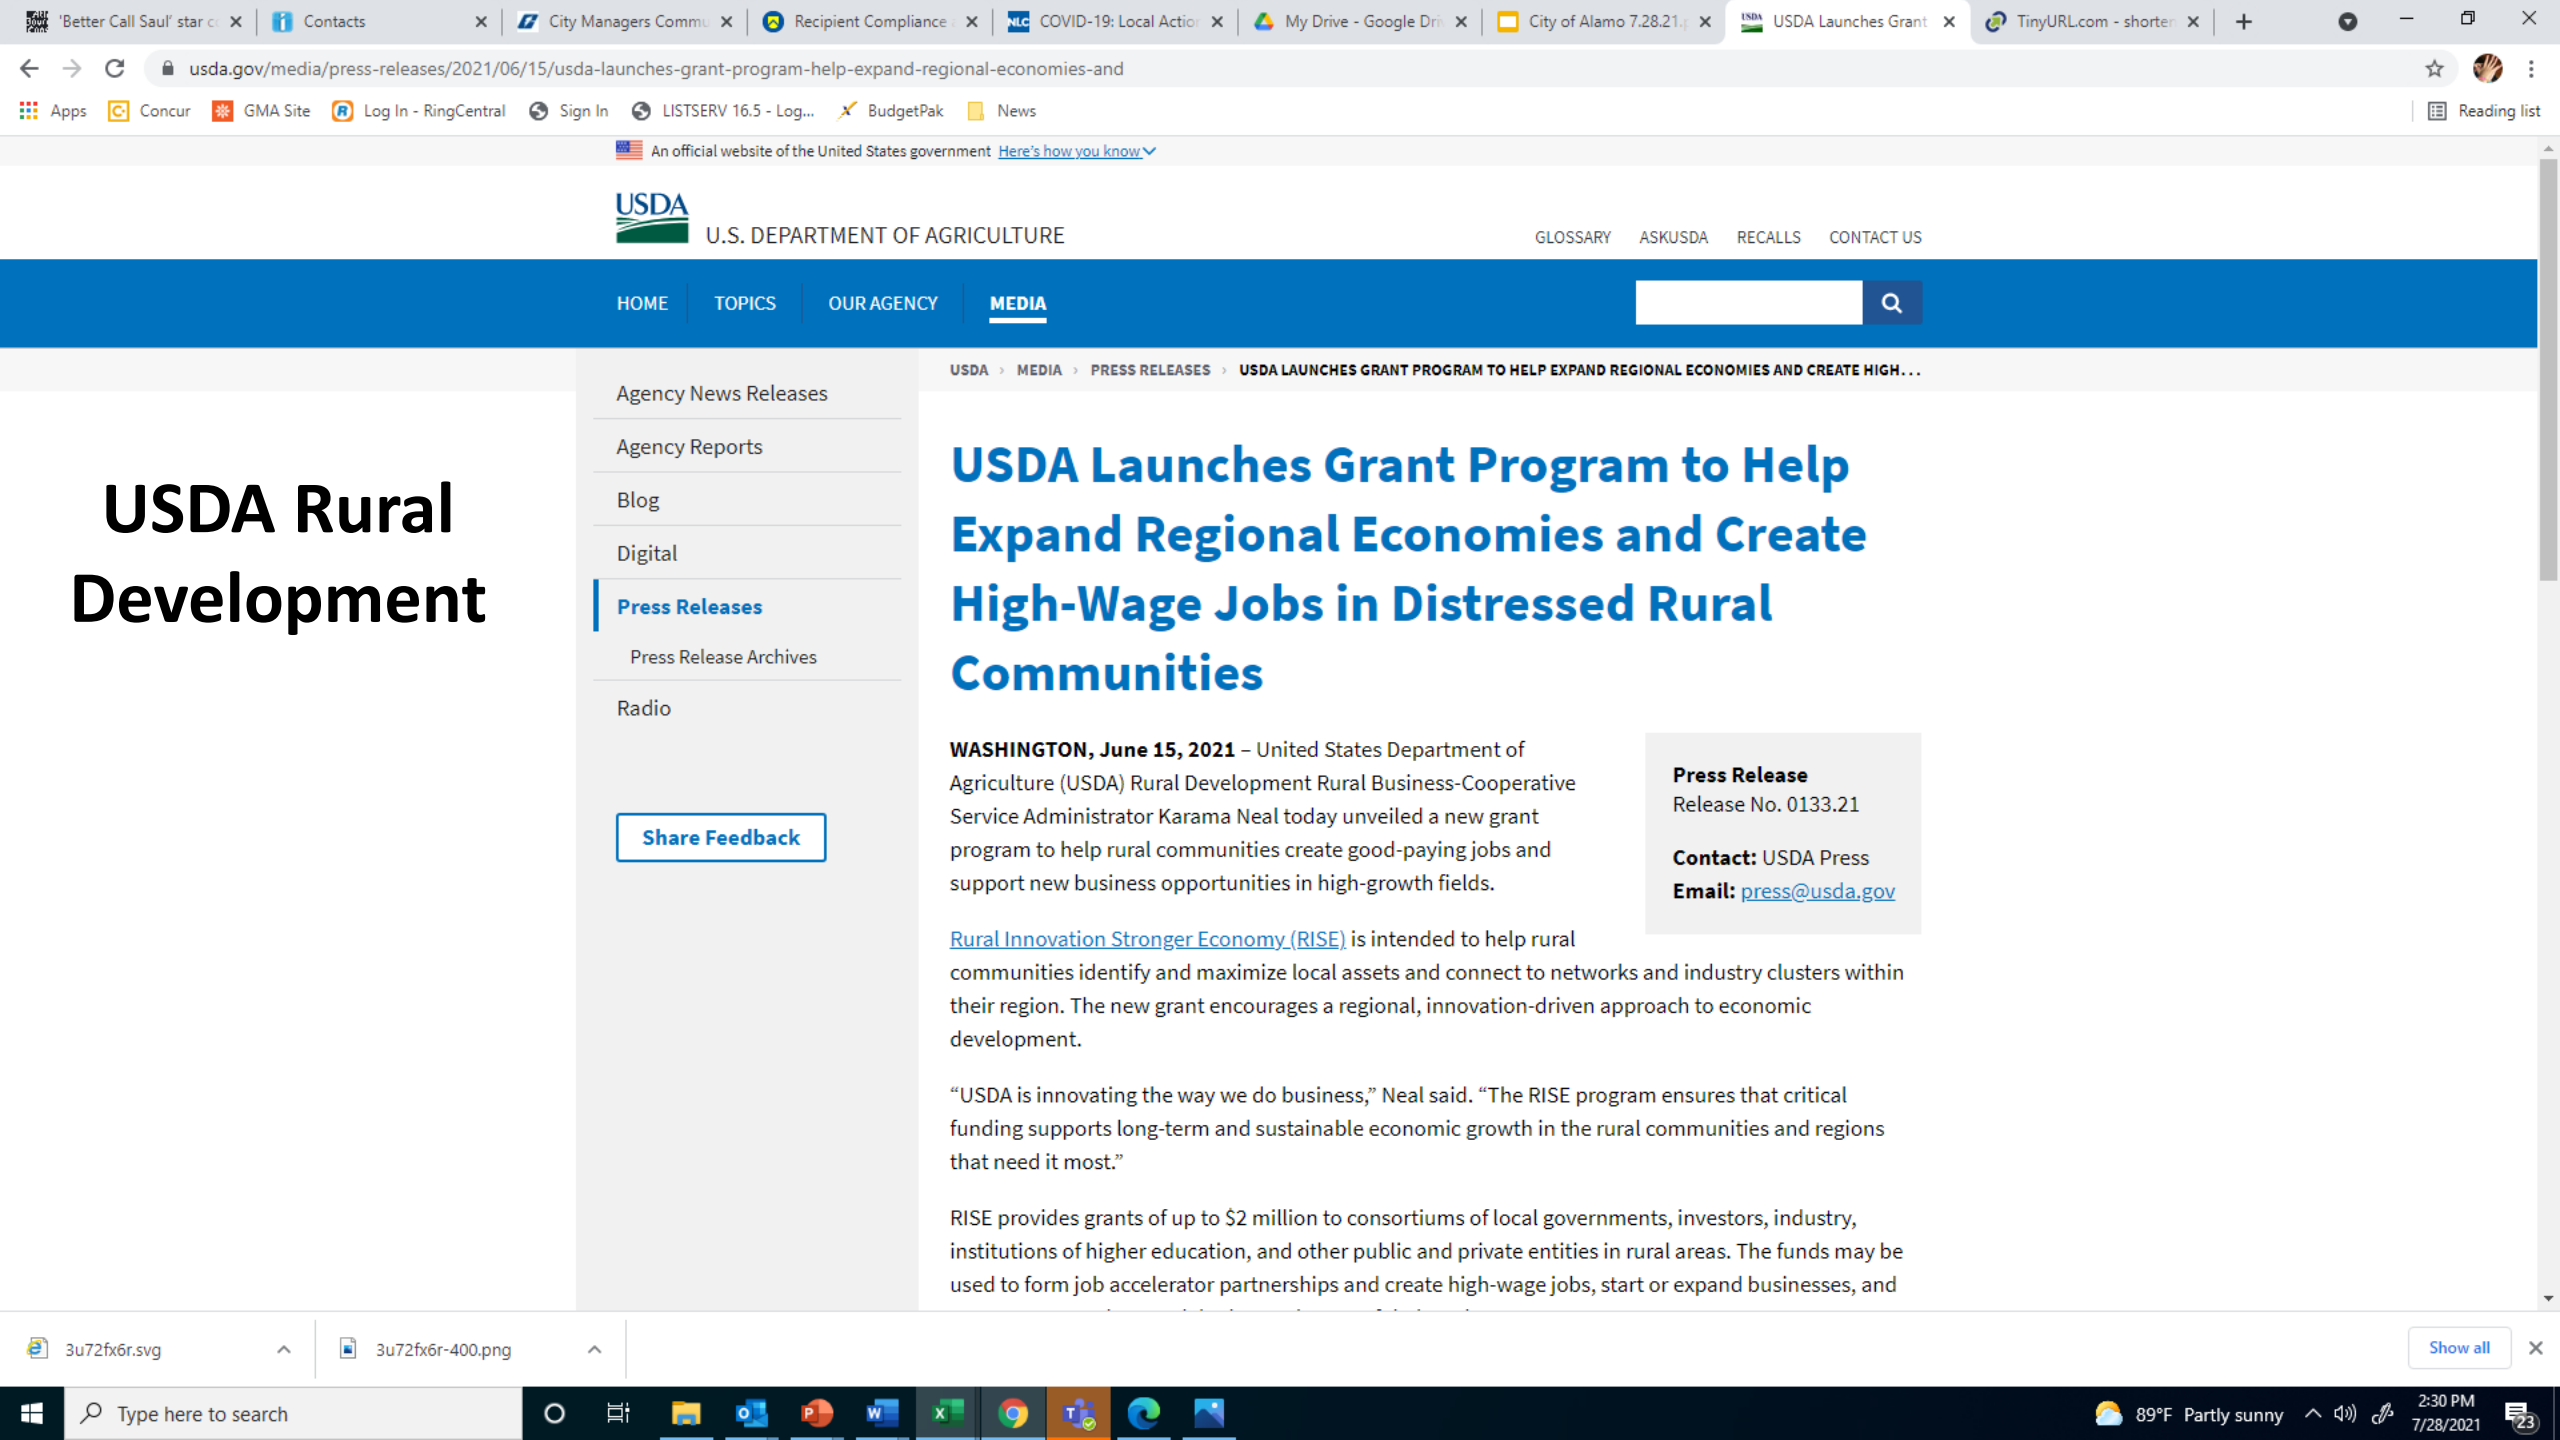 'Better Call Saul' star c
Contacts
City Managers Commu
Recipient Compliance
NLC
COVID-19: Local Action
My Drive - Google Dri
City of Alamo 7.28.21.p
USDA Launches Grant
TinyURL.com - shorten
usda.gov/media/press-releases/2021/06/15/usda-launches-grant-program-help-expand-regional-economies-and
Apps
Concur
GMA Site
Log In - RingCentral
Sign In
LISTSERV 16.5 - Log...
BudgetPak
News
Reading list
An official website of the United States government Here's how you know
USDA
U.S. DEPARTMENT OF AGRICULTURE
GLOSSARY
ASKUSDA
RECALLS
CONTACT US
HOME
TOPICS
OUR AGENCY
MEDIA
USDA Rural
Development
Agency News Releases
Agency Reports
Blog
Digital
Press Releases
Press Release Archives
Radio
Share Feedback
USDA › MEDIA › PRESS RELEASES › USDA LAUNCHES GRANT PROGRAM TO HELP EXPAND REGIONAL ECONOMIES AND CREATE HIGH...
USDA Launches Grant Program to Help
Expand Regional Economies and Create
High-Wage Jobs in Distressed Rural
Communities
WASHINGTON, June 15, 2021 – United States Department of
Agriculture (USDA) Rural Development Rural Business-Cooperative
Service Administrator Karama Neal today unveiled a new grant
program to help rural communities create good-paying jobs and
support new business opportunities in high-growth fields.
Press Release
Release No. 0133.21
Contact: USDA Press
Email: press@usda.gov
Rural Innovation Stronger Economy (RISE) is intended to help rural
communities identify and maximize local assets and connect to networks and industry clusters within
their region. The new grant encourages a regional, innovation-driven approach to economic
development.
“USDA is innovating the way we do business,” Neal said. “The RISE program ensures that critical
funding supports long-term and sustainable economic growth in the rural communities and regions
that need it most.”
RISE provides grants of up to $2 million to consortiums of local governments, investors, industry,
institutions of higher education, and other public and private entities in rural areas. The funds may be
used to form job accelerator partnerships and create high-wage jobs, start or expand businesses, and
3u72fx6r.svg
3u72fx6r-400.png
Show all
Type here to search
89°F Partly sunny
2:30 PM
7/28/2021
23